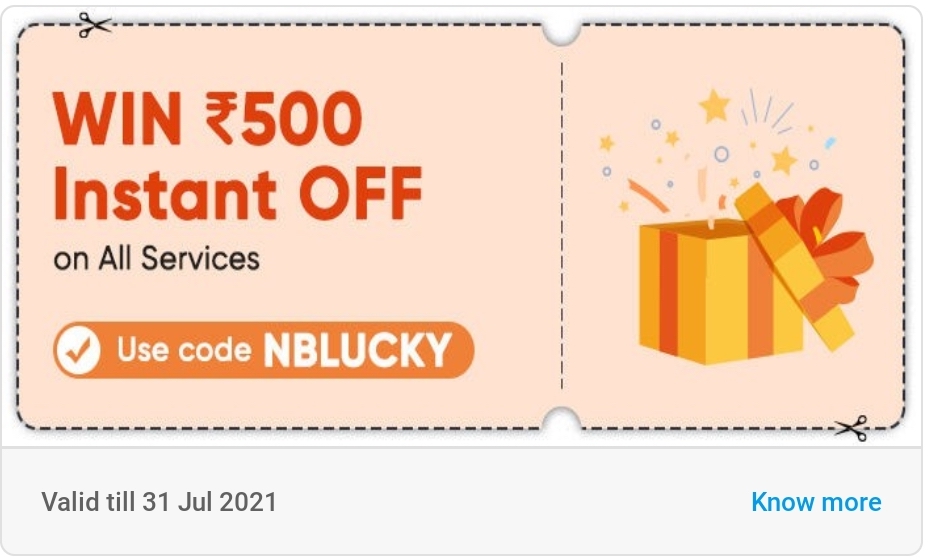 WIN ₹500
Instant OFF
on All Services
Use code NBLUCKY
Valid till 31 Jul 2021
Know more